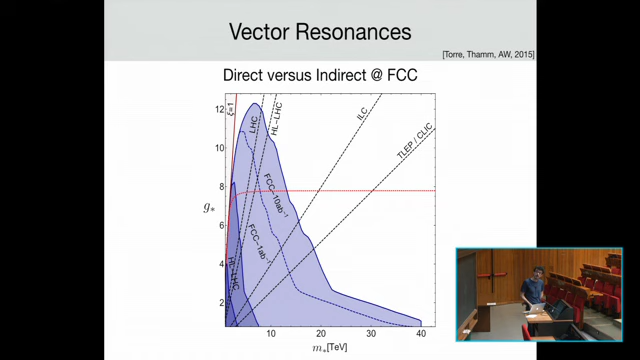 Vector Resonances
[Torre, Thamm, AW, 2015]
Direct versus Indirect @ FCC
ξ=1
LHC
HL-LHC
ILC
TLEP / CLIC
FCC-10ab⁻¹
FCC-1ab⁻¹
HL-LHC
12
10
8
6
4
2
g*
10
20
30
40
m*[TeV]